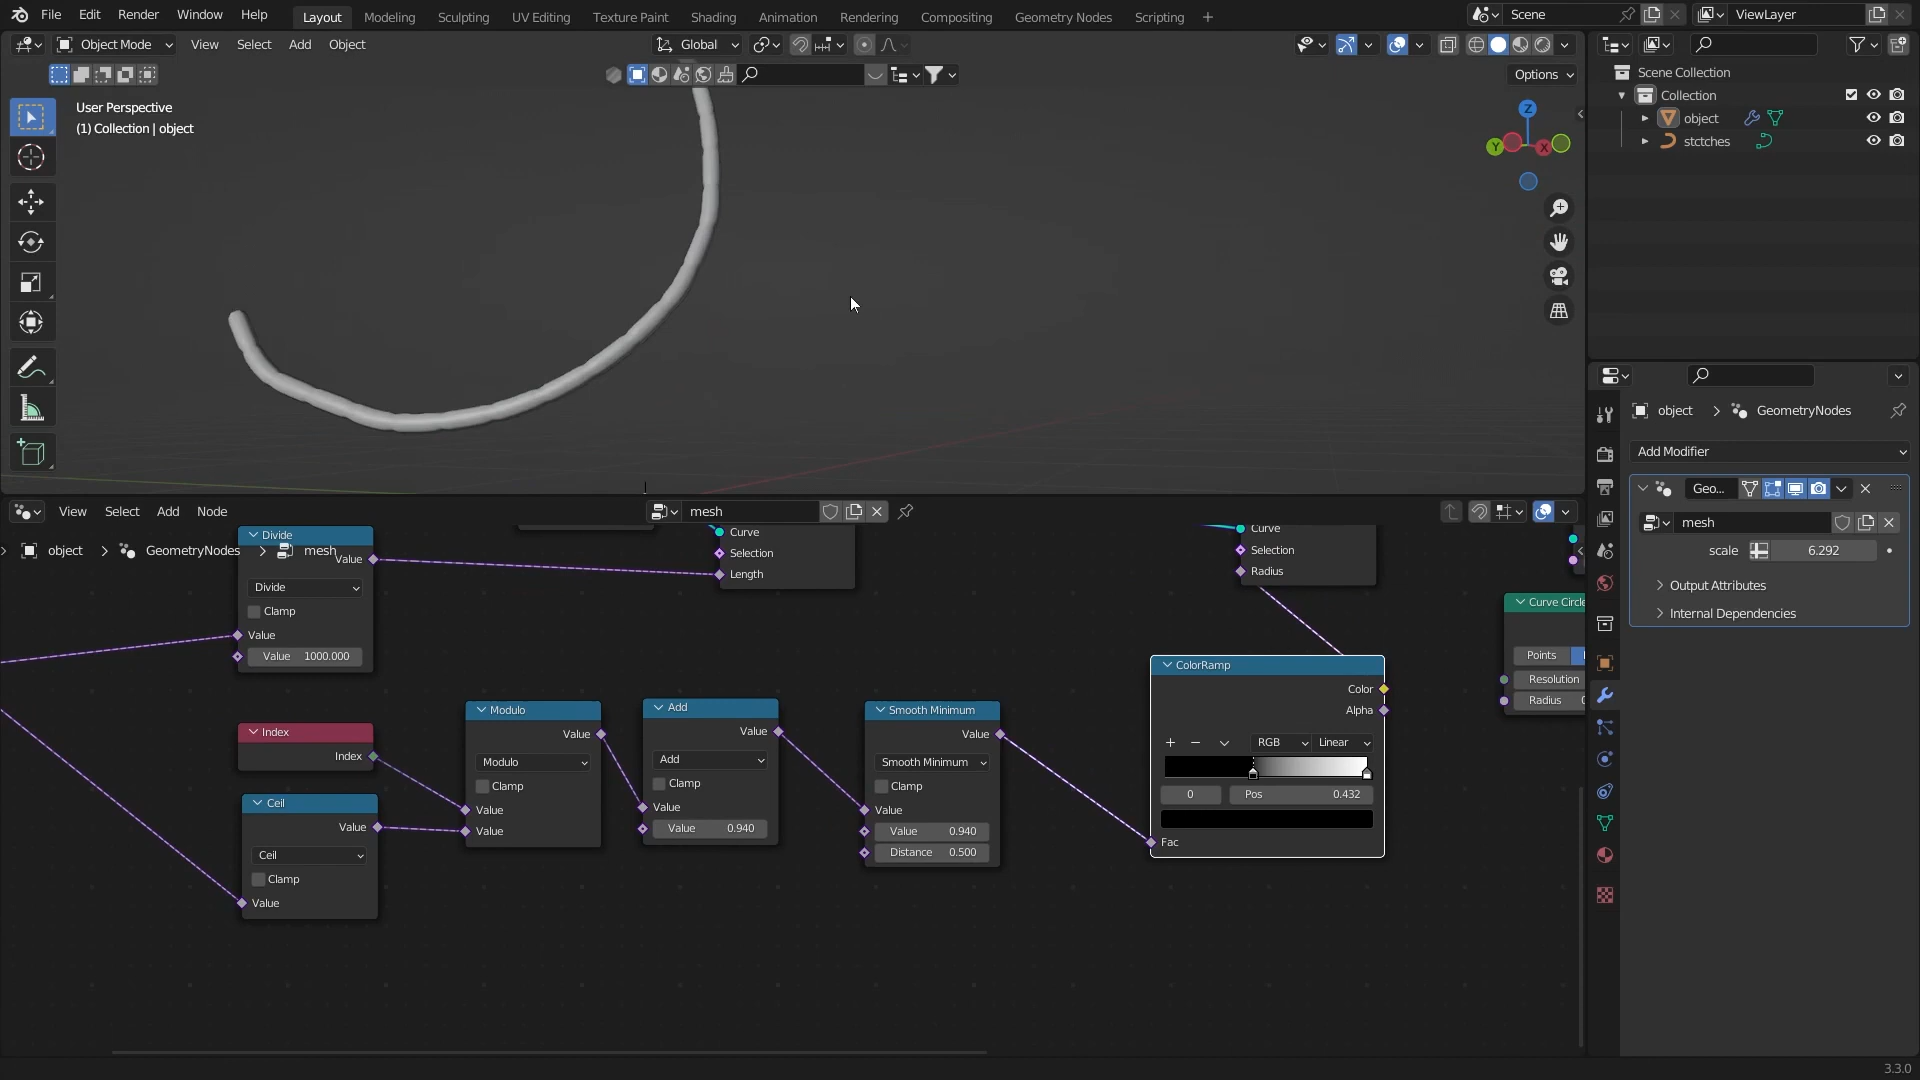 File Edit Render Window Help Layout Modeling Sculpting UV Editing Texture Paint Shading Animation Rendering Compositing Geometry Nodes Scripting + Scene ViewLayer
Object Mode View Select Add Object Global
Options
User Perspective
(1) Collection | object
Z
Y
X
Scene Collection
Collection
object
stctches
object > GeometryNodes
Add Modifier
Geo...
mesh
scale 6.292
Output Attributes
Internal Dependencies
View Select Add Node mesh
object > GeometryNodes > mesh
Divide
Value
Divide
Clamp
Value
Value 1000.000
Curve
Selection
Length
Curve
Selection
Radius
Curve Circle
Points
Resolution
Radius
Index
Index
Ceil
Value
Ceil
Clamp
Value
Modulo
Value
Modulo
Clamp
Value
Value
Add
Value
Add
Clamp
Value
Value 0.940
Smooth Minimum
Value
Smooth Minimum
Clamp
Value
Value 0.940
Distance 0.500
ColorRamp
Color
Alpha
+ − RGB Linear
0 Pos 0.432
Fac
3.3.0